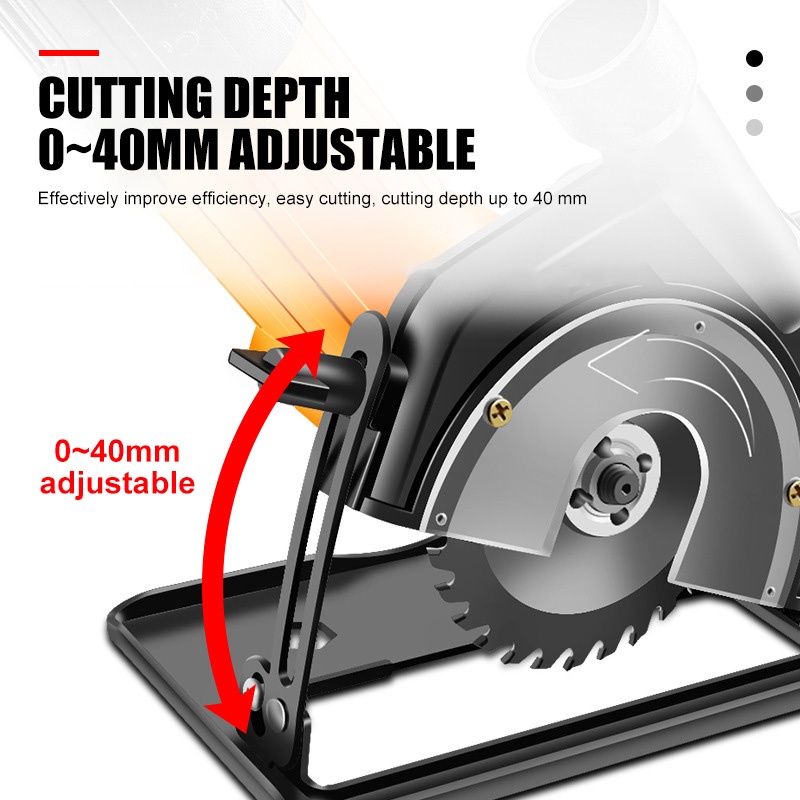 CUTTING DEPTH
0~40MM ADJUSTABLE
Effectively improve efficiency, easy cutting, cutting depth up to 40 mm
0~40mm
adjustable